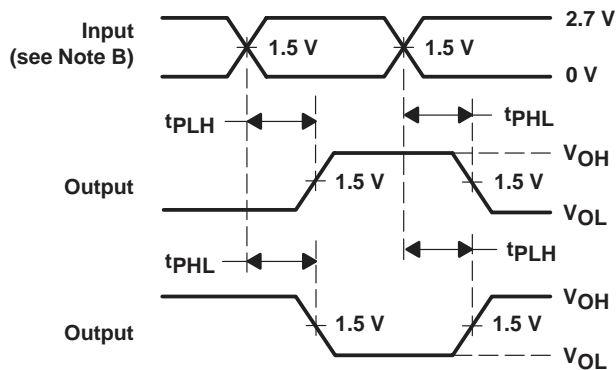 Input
(see Note B)
1.5 V
1.5 V
2.7 V
0 V
tPLH
tPHL
Output
1.5 V
1.5 V
VOH
VOL
tPHL
tPLH
Output
1.5 V
1.5 V
VOH
VOL